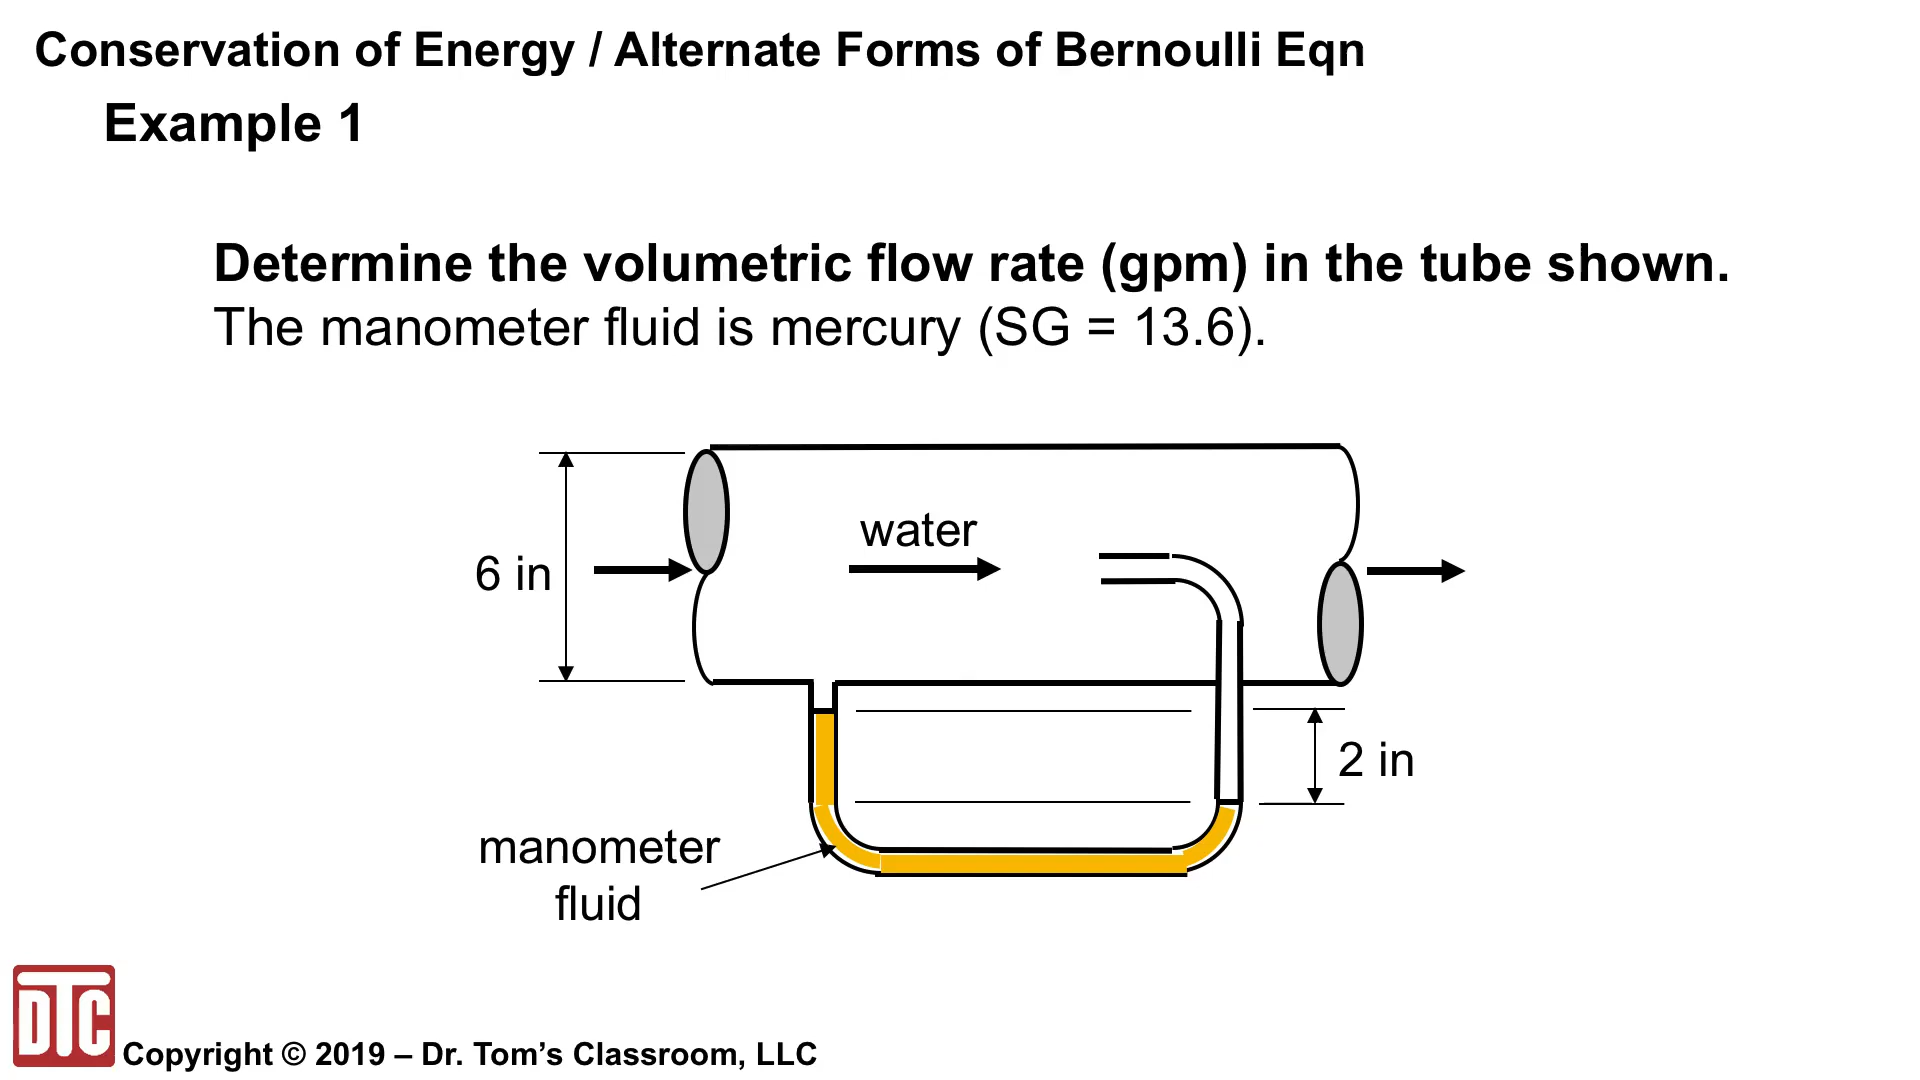 Conservation of Energy / Alternate Forms of Bernoulli Eqn
Example 1
Determine the volumetric flow rate (gpm) in the tube shown.
The manometer fluid is mercury (SG = 13.6).
water
6 in
2 in
manometer
fluid
DTC
Copyright © 2019 – Dr. Tom’s Classroom, LLC